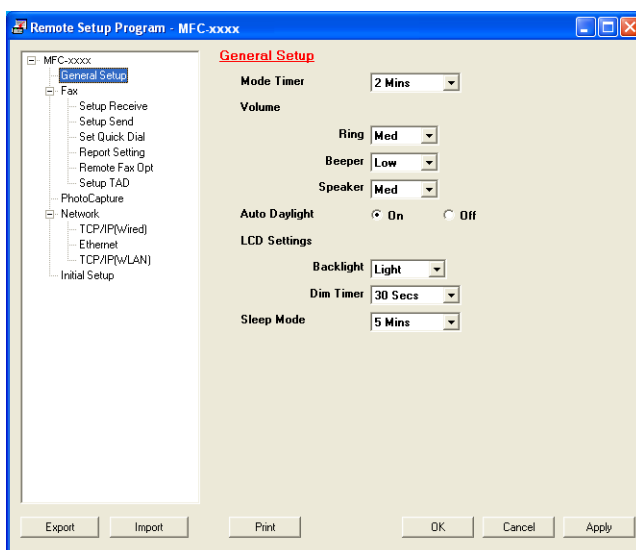 Remote Setup Program - MFC-xxxx
MFC-xxxx
General Setup
Fax
Setup Receive
Setup Send
Set Quick Dial
Report Setting
Remote Fax Opt
Setup TAD
PhotoCapture
Network
TCP/IP(Wired)
Ethernet
TCP/IP(WLAN)
Initial Setup
General Setup
Mode Timer 2 Mins
Volume
Ring Med
Beeper Low
Speaker Med
Auto Daylight On Off
LCD Settings
Backlight Light
Dim Timer 30 Secs
Sleep Mode 5 Mins
Export Import Print OK Cancel Apply